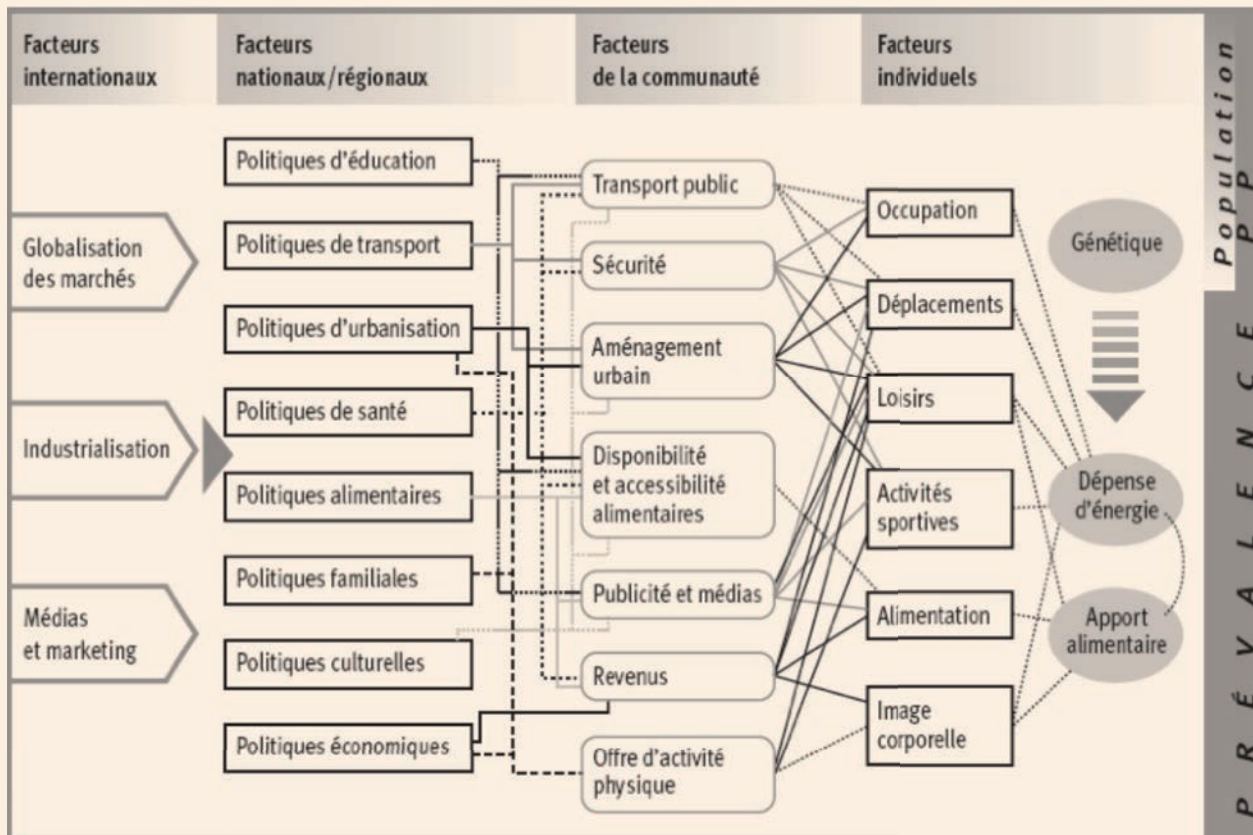 Facteurs
internationaux
Facteurs
nationaux/régionaux
Facteurs
de la communauté
Facteurs
individuels
Globalisation
des marchés
Industrialisation
Médias
et marketing
Politiques d'éducation
Politiques de transport
Politiques d'urbanisation
Politiques de santé
Politiques alimentaires
Politiques familiales
Politiques culturelles
Politiques économiques
Transport public
Sécurité
Aménagement
urbain
Disponibilité
et accessibilité
alimentaires
Publicité et médias
Revenus
Offre d'activité
physique
Occupation
Déplacements
Loisirs
Activités
sportives
Alimentation
Image
corporelle
Génétique
Dépense
d'énergie
Apport
alimentaire
Population
PRÉVALENCE PP